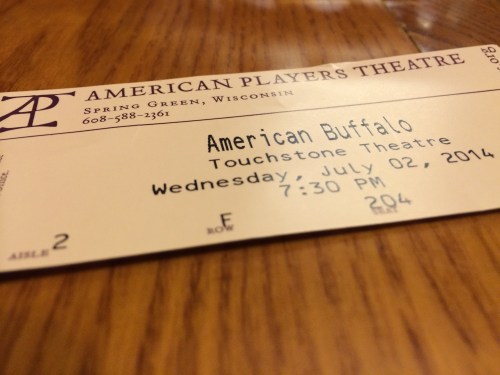 APT
AMERICAN PLAYERS THEATRE
SPRING GREEN, WISCONSIN
608-588-2361
American Buffalo
Touchstone Theatre
Wednesday, July 02, 2014
7:30 PM
AISLE 2
ROW F
204
SEAT